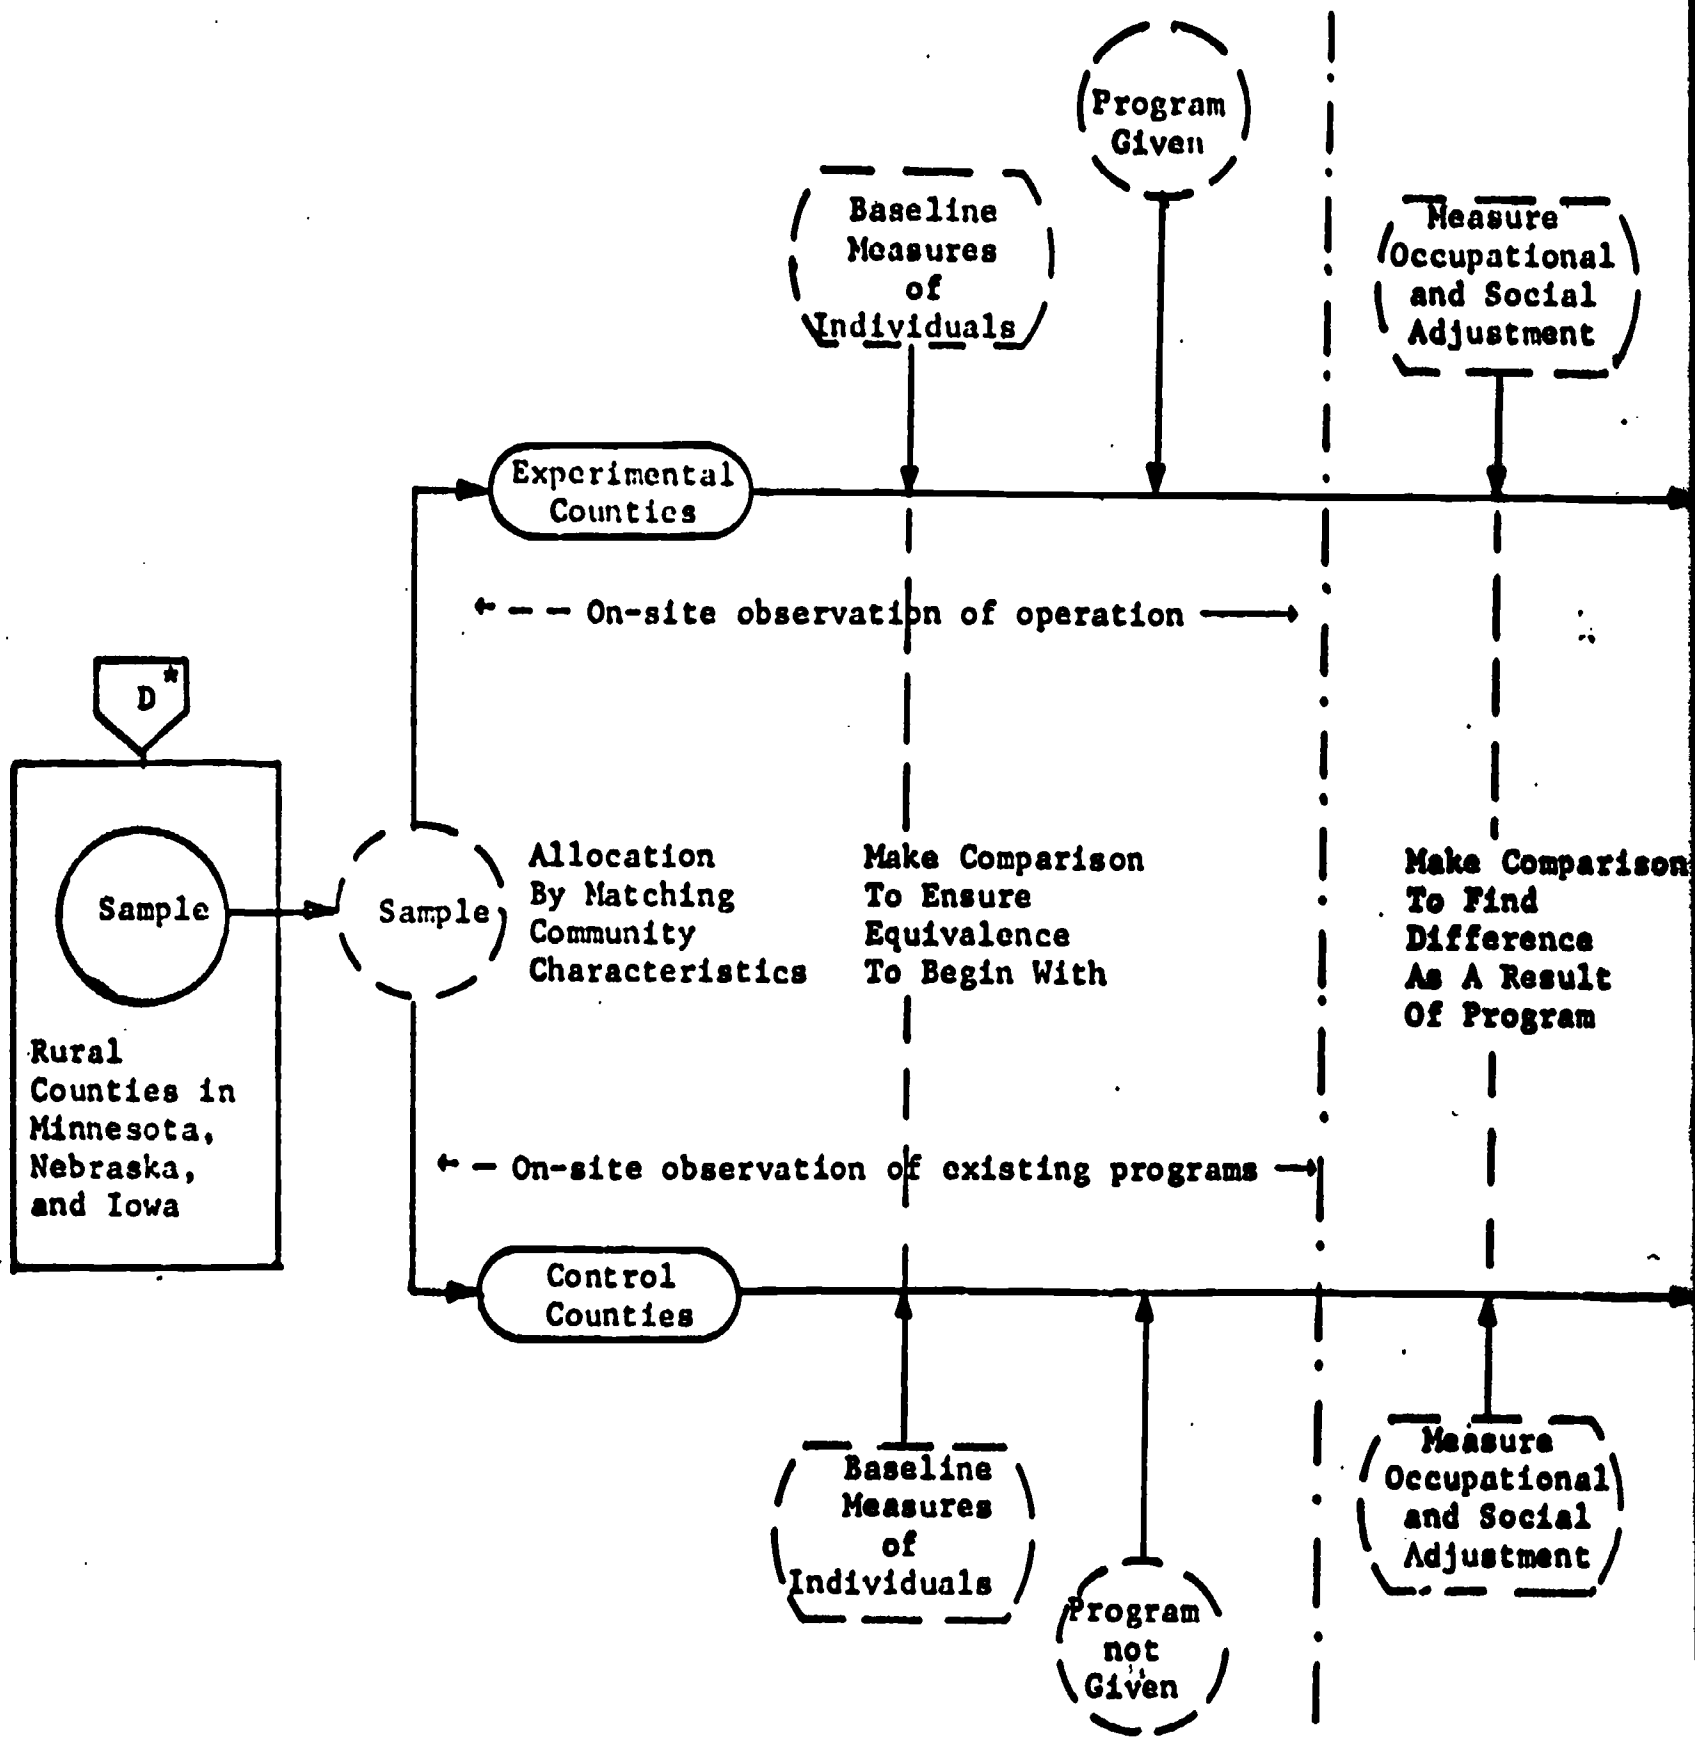 Program
Given
Baseline
Measures
of
Individuals
Measure
Occupational
and Social
Adjustment
Experimental
Counties
On-site observation of operation
D*
Sample
Rural
Counties in
Minnesota,
Nebraska,
and Iowa
Sample
Allocation
By Matching
Community
Characteristics
Make Comparison
To Ensure
Equivalence
To Begin With
Make Comparison
To Find
Difference
As A Result
Of Program
On-site observation of existing programs
Control
Counties
Baseline
Measures
of
Individuals
Program
not
Given
Measure
Occupational
and Social
Adjustment